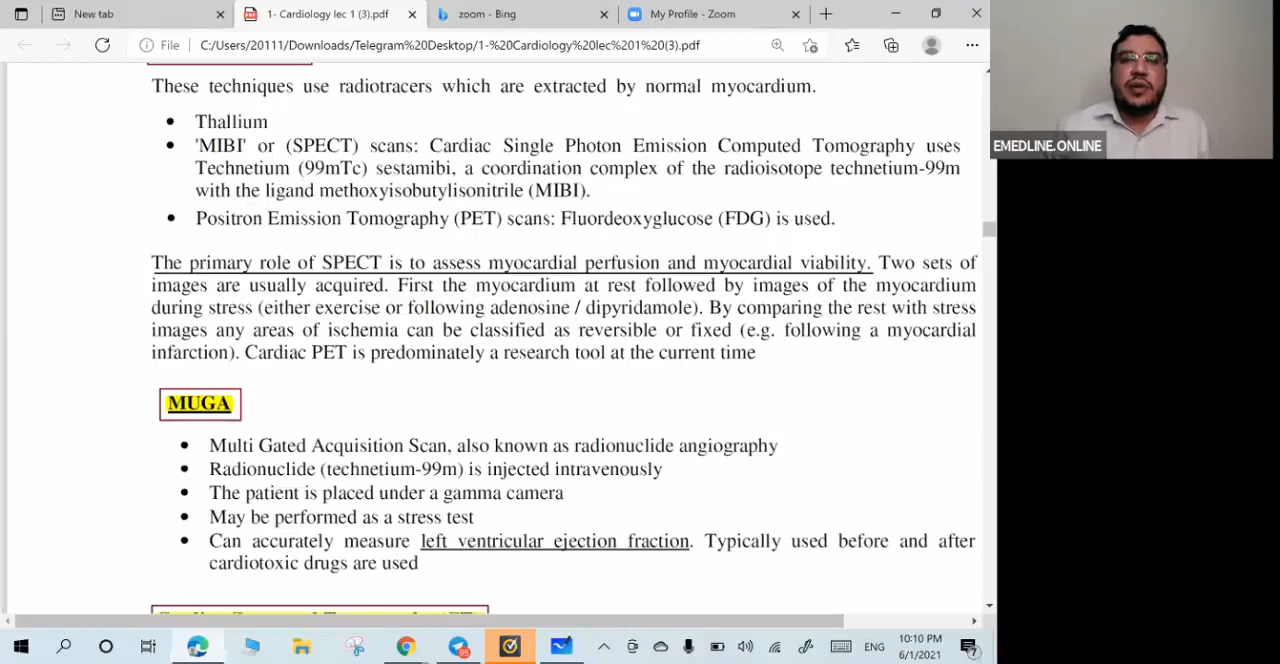 New tab
1- Cardiology lec 1 (3).pdf
zoom - Bing
My Profile - Zoom
File
C:/Users/20111/Downloads/Telegram%20Desktop/1-%20Cardiology%20lec%201%20(3).pdf
These techniques use radiotracers which are extracted by normal myocardium.
• Thallium
• 'MIBI' or (SPECT) scans: Cardiac Single Photon Emission Computed Tomography uses
Technetium (99mTc) sestamibi, a coordination complex of the radioisotope technetium-99m
with the ligand methoxyisobutylisonitrile (MIBI).
• Positron Emission Tomography (PET) scans: Fluordeoxyglucose (FDG) is used.
The primary role of SPECT is to assess myocardial perfusion and myocardial viability. Two sets of
images are usually acquired. First the myocardium at rest followed by images of the myocardium
during stress (either exercise or following adenosine / dipyridamole). By comparing the rest with stress
images any areas of ischemia can be classified as reversible or fixed (e.g. following a myocardial
infarction). Cardiac PET is predominately a research tool at the current time
MUGA
• Multi Gated Acquisition Scan, also known as radionuclide angiography
• Radionuclide (technetium-99m) is injected intravenously
• The patient is placed under a gamma camera
• May be performed as a stress test
• Can accurately measure left ventricular ejection fraction. Typically used before and after
cardiotoxic drugs are used
EMEDLINE.ONLINE
ENG
10:10 PM
6/1/2021